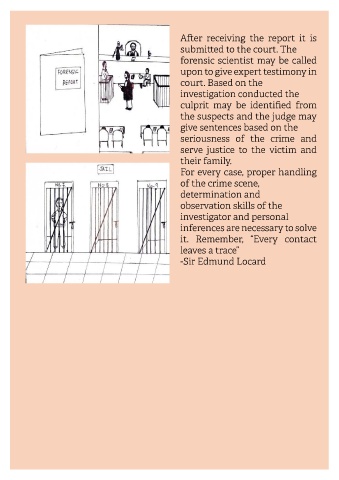 FORENSIC
REPORT
JAIL
No.1
After receiving the report it is
submitted to the court. The
forensic scientist may be called
upon to give expert testimony in
court. Based on the
investigation conducted the
culprit may be identified from
the suspects and the judge may
give sentences based on the
seriousness of the crime and
serve justice to the victim and
their family.
For every case, proper handling
of the crime scene,
determination and
observation skills of the
investigator and personal
inferences are necessary to solve
it. Remember, “Every contact
leaves a trace”
-Sir Edmund Locard